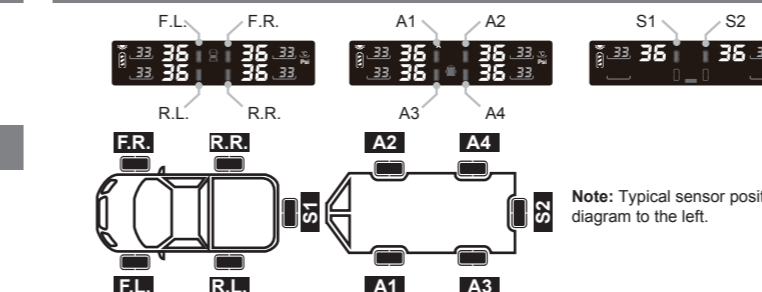 F.L. F.R. A1 A2 S1 S2
33 36 36 33 °C 33 36 36 33 °C 33 36 36
33 36 36 33 Psi 33 36 36 33 Psi
R.L. R.R. A3 A4
F.R. R.R. A2 A4
S1 S2
Note: Typical sensor
diagram to the left.
F.L. R.L. A1 A3